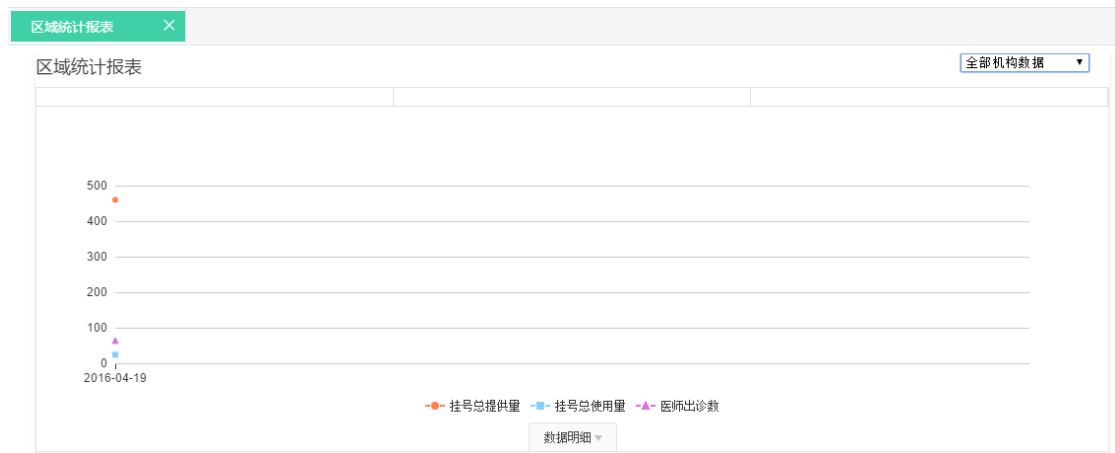 区域统计报表
区域统计报表
全部机构数据
500
400
300
200
100
0
2016-04-19
挂号总提供量 挂号总使用量 医师出诊数
数据明细